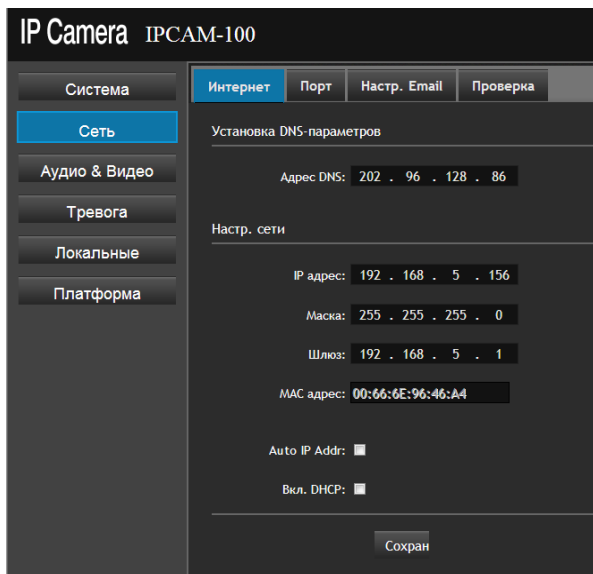 IP Camera IPCAM-100
Система
Сеть
Аудио & Видео
Тревога
Локальные
Платформа
Интернет Порт Настр. Email Проверка
Установка DNS-параметров
Адрес DNS: 202 . 96 . 128 . 86
Настр. сети
IP адрес: 192 . 168 . 5 . 156
Маска: 255 . 255 . 255 . 0
Шлюз: 192 . 168 . 5 . 1
MAC адрес: 00:66:6E:96:46:A4
Auto IP Addr:
Вкл. DHCP:
Сохран